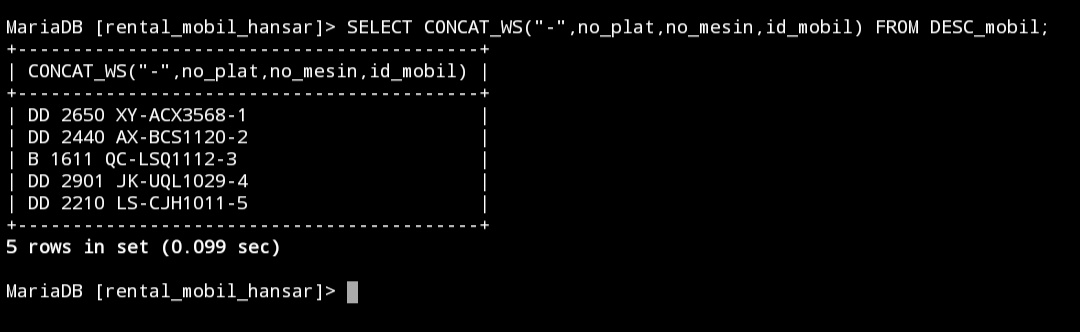 MariaDB [rental_mobil_hansar]> SELECT CONCAT_WS("-",no_plat,no_mesin,id_mobil) FROM DESC_mobil;
+------------------------------------------+
| CONCAT_WS("-",no_plat,no_mesin,id_mobil) |
+------------------------------------------+
| DD 2650 XY-ACX3568-1                     |
| DD 2440 AX-BCS1120-2                     |
| B 1611 QC-LSQ1112-3                      |
| DD 2901 JK-UQL1029-4                     |
| DD 2210 LS-CJH1011-5                     |
+------------------------------------------+
5 rows in set (0.099 sec)
MariaDB [rental_mobil_hansar]>